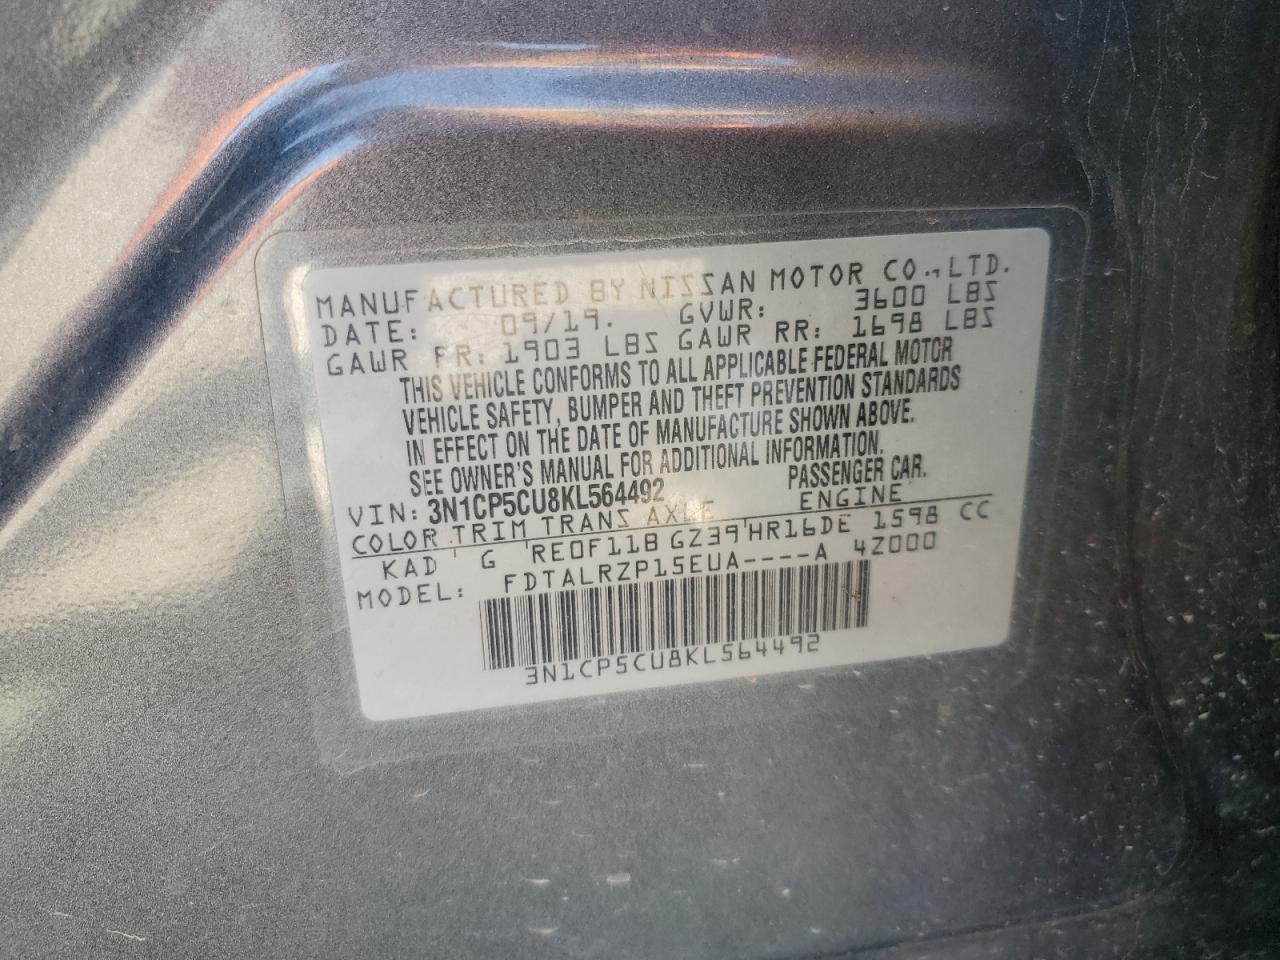 MANUFACTURED BY NISSAN MOTOR CO.,LTD.
DATE: 09/19. GVWR: 3600 LBS
GAWR FR: 1903 LBS GAWR RR: 1698 LBS
THIS VEHICLE CONFORMS TO ALL APPLICABLE FEDERAL MOTOR
VEHICLE SAFETY, BUMPER AND THEFT PREVENTION STANDARDS
IN EFFECT ON THE DATE OF MANUFACTURE SHOWN ABOVE.
SEE OWNER'S MANUAL FOR ADDITIONAL INFORMATION.
VIN: 3N1CP5CU8KL564492 PASSENGER CAR.
COLOR TRIM TRANS AXLE ENGINE
KAD G RE0F11B GZ39 HR16DE 1598 CC
MODEL: FDTALRZP15EUA----A 4Z000
3N1CP5CU8KL564492